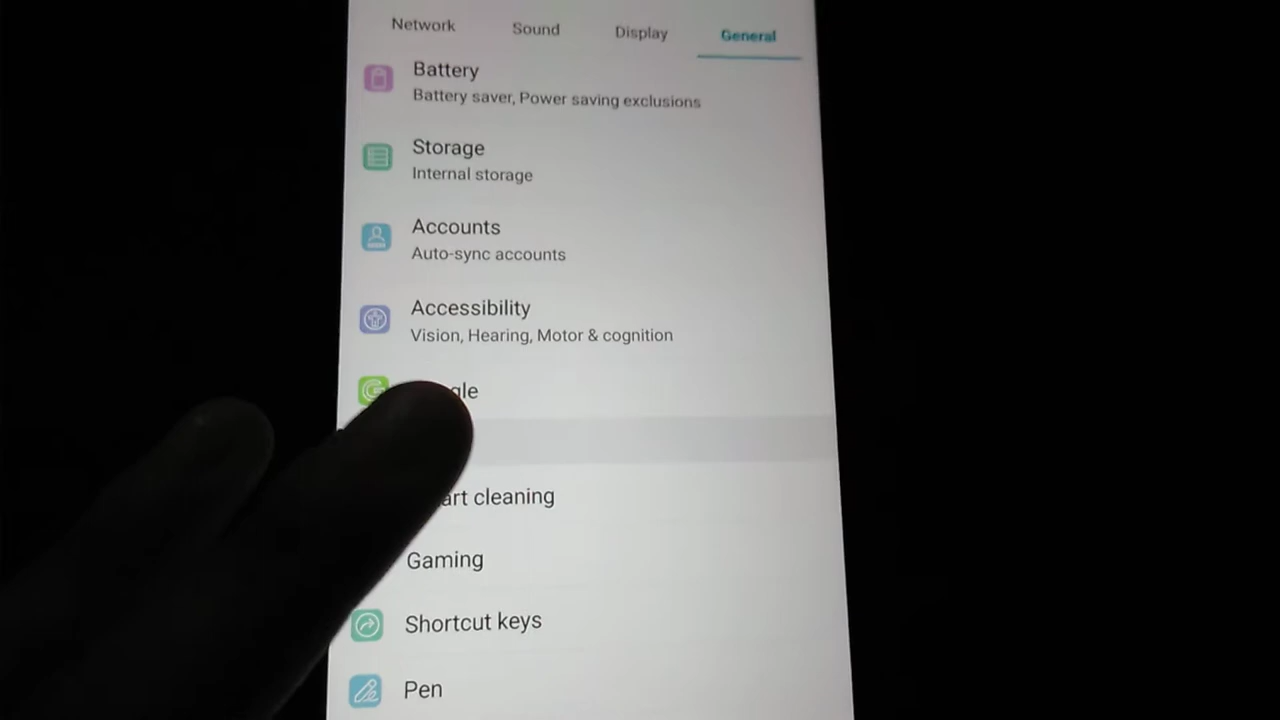 Network Sound Display General
Battery
Battery saver, Power saving exclusions
Storage
Internal storage
Accounts
Auto-sync accounts
Accessibility
Vision, Hearing, Motor & cognition
cleaning
Gaming
Shortcut keys
Pen